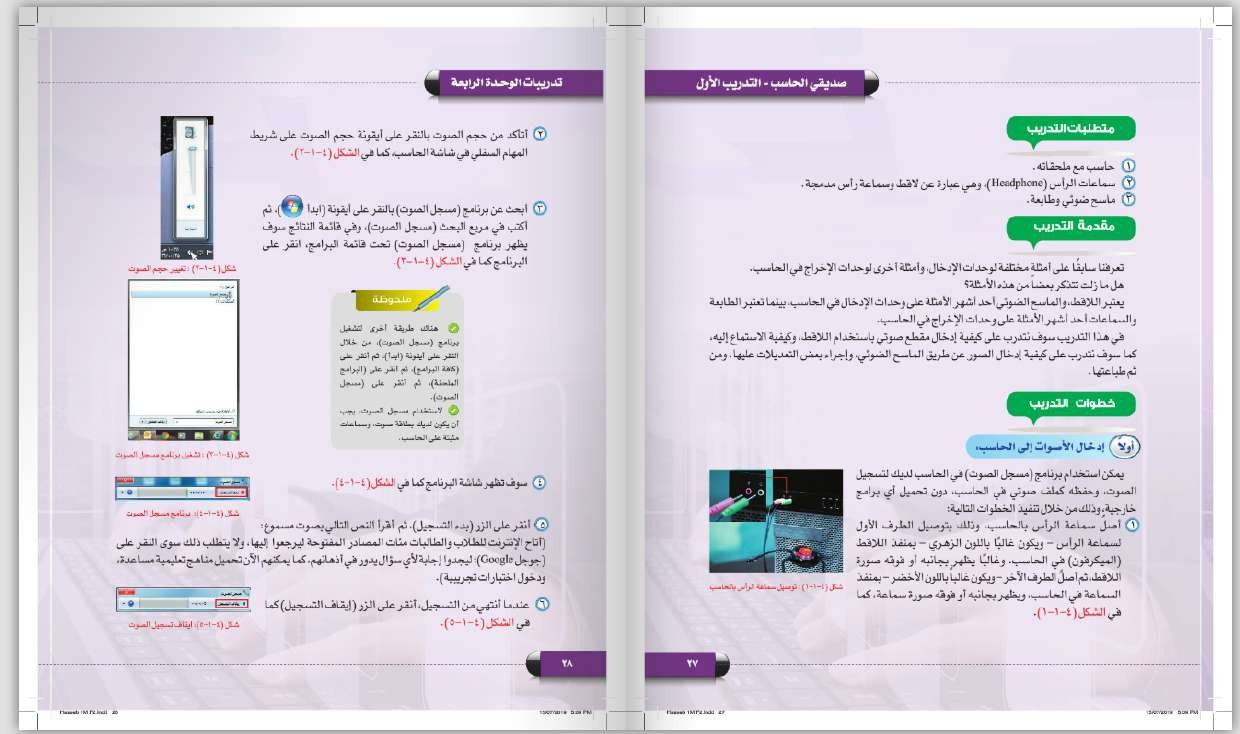 صديقي الحاسب - التدريب الأول
متطلبات التدريب
١ حاسب مع ملحقاته.
٢ سماعات الرأس (Headphone)، وهي عبارة عن لاقط وسماعة رأس مدمجة.
٣ ماسح ضوئي وطابعة.
مقدمة التدريب
تعرفنا سابقًا على أمثلة مختلفة لوحدات الإدخال، وأمثلة أخرى لوحدات الإخراج في الحاسب.
هل ما زلت تتذكر بعضاً من هذه الأمثلة؟
يعتبر اللاقط، والماسح الضوئي أحد أشهر الأمثلة على وحدات الإدخال في الحاسب، بينما تعتبر الطابعة
والسماعات أحد أشهر الأمثلة على وحدات الإخراج في الحاسب.
في هذا التدريب سوف نتدرب على كيفية إدخال مقطع صوتي باستخدام اللاقط، وكيفية الاستماع إليه،
كما سوف نتدرب على كيفية إدخال الصور عن طريق الماسح الضوئي، وإجراء بعض التعديلات عليها. ومن
ثم طباعتها.
خطوات التدريب
أولاً إدخال الأصوات إلى الحاسب،
يمكن استخدام برنامج (مسجل الصوت) في الحاسب لديك لتسجيل
الصوت، وحفظه كملف صوتي في الحاسب، دون تحميل أي برامج
خارجية وذلك من خلال تنفيذ الخطوات التالية:
١ أصل سماعة الرأس بالحاسب. وذلك بتوصيل الطرف الأول
لسماعة الرأس – ويكون غالبًا باللون الزهري – بمنفذ اللاقط
(الميكرفون) في الحاسب. وغالبًا يظهر بجانبه أو فوقه صورة
اللاقط، ثم أصلُ الطرف الآخر – ويكون غالباً باللون الأخضر – بمنفذ
السماعة في الحاسب، ويظهر بجانبه أو فوقه صورة سماعة، كما
في الشكل (٤-١-١).
شكل (٤-١-١) : توصيل سماعة الرأس بالحاسب
٢٧
تدريبات الوحدة الرابعة
٢ أتأكد من حجم الصوت بالنقر على أيقونة حجم الصوت على شريط
المهام السفلي في شاشة الحاسب، كما في الشكل (٤-١-٢).
شكل (٤-١-٢) : تغيير حجم الصوت
٣ أبحث عن برنامج (مسجل الصوت) بالنقر على أيقونة (ابدأ )، ثم
أكتب في مربع البحث (مسجل الصوت)، وفي قائمة النتائج سوف
يظهر برنامج (مسجل الصوت) تحت قائمة البرامج، انقر على
البرنامج كما في الشكل (٤-١-٣).
شكل (٤-١-٣) : تشغيل برنامج مسجل الصوت
ملحوظة
هناك طريقة أخرى لتشغيل
برنامج (مسجل الصوت)، من خلال
النقر على أيقونة (ابدأ)، ثم أنقر على
(كافة البرامج)، ثم انقر على (البرامج
الملحقة)، ثم أنقر على (مسجل
الصوت).
لاستخدام مسجل الصوت، يجب
أن يكون لديك بطاقة صوت، وسماعات
مثبتة على الحاسب.
٤ سوف تظهر شاشة البرنامج كما في الشكل (٤-١-٤).
شكل (٤-١-٤) : برنامج مسجل الصوت
٥ أنقر على الزر (بدء التسجيل)، ثم أقرأ النص التالي بصوت مسموع:
(أتاح الإنترنت للطلاب والطالبات مئات المصادر المفتوحة ليرجعوا إليها، ولا يتطلب ذلك سوى النقر على
(جوجل Google)؛ ليجدوا إجابة لأي سؤال يدور في أذهانهم، كما يمكنهم الآن تحميل مناهج تعليمية مساعدة،
ودخول اختبارات تجريبية).
٦ عندما أنتهي من التسجيل، أنقر على الزر (إيقاف التسجيل) كما
في الشكل (٤-١-٥).
شكل (٤-١-٥) : إيقاف تسجيل الصوت
٢٨